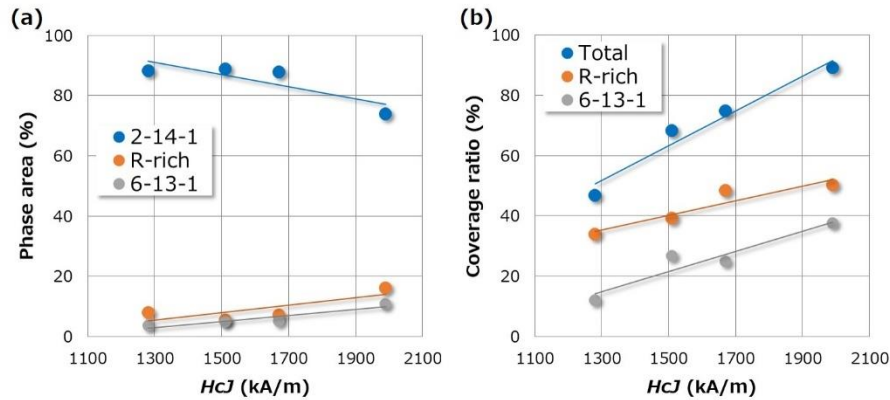 (a)
100
80
60
40
20
0
Phase area (%)
2-14-1
R-rich
6-13-1
1100 1300 1500 1700 1900 2100
HcJ (kA/m)
(b)
100
80
60
40
20
0
Coverage ratio (%)
Total
R-rich
6-13-1
1100 1300 1500 1700 1900 2100
HcJ (kA/m)